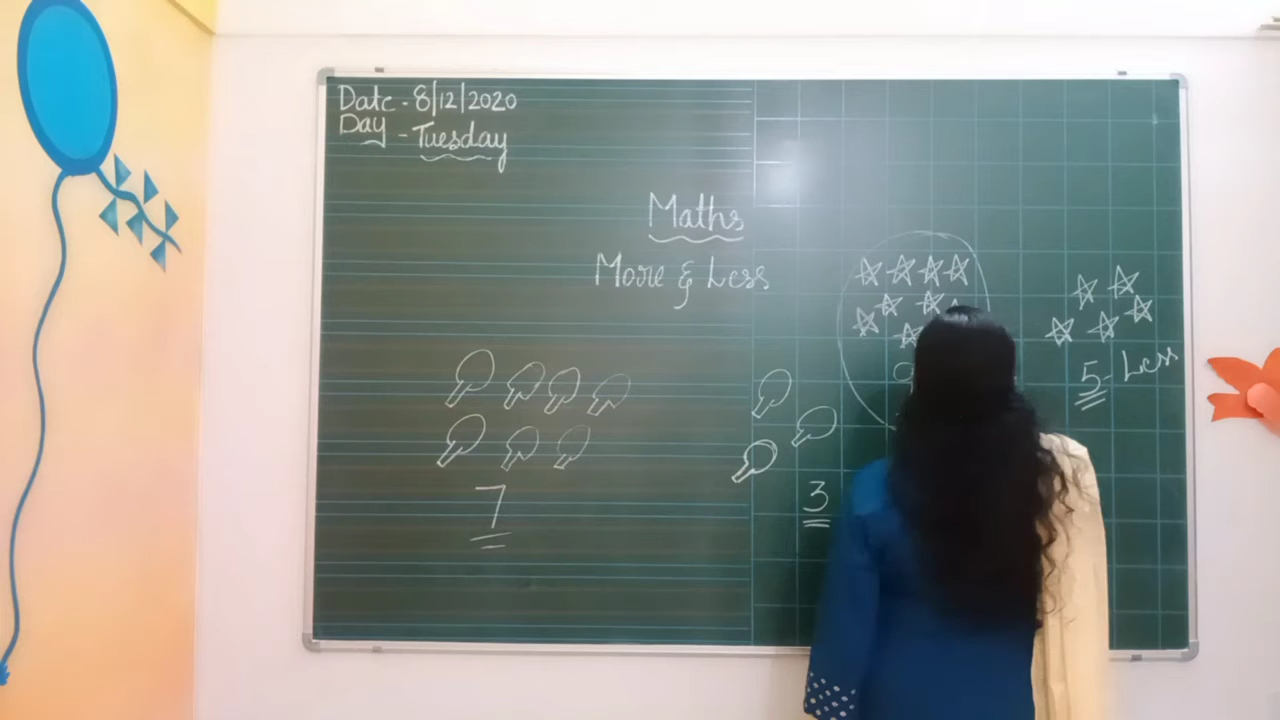 Date - 8/12/2020
Day - Tuesday
Maths
More & Less
5 - Less
7
3